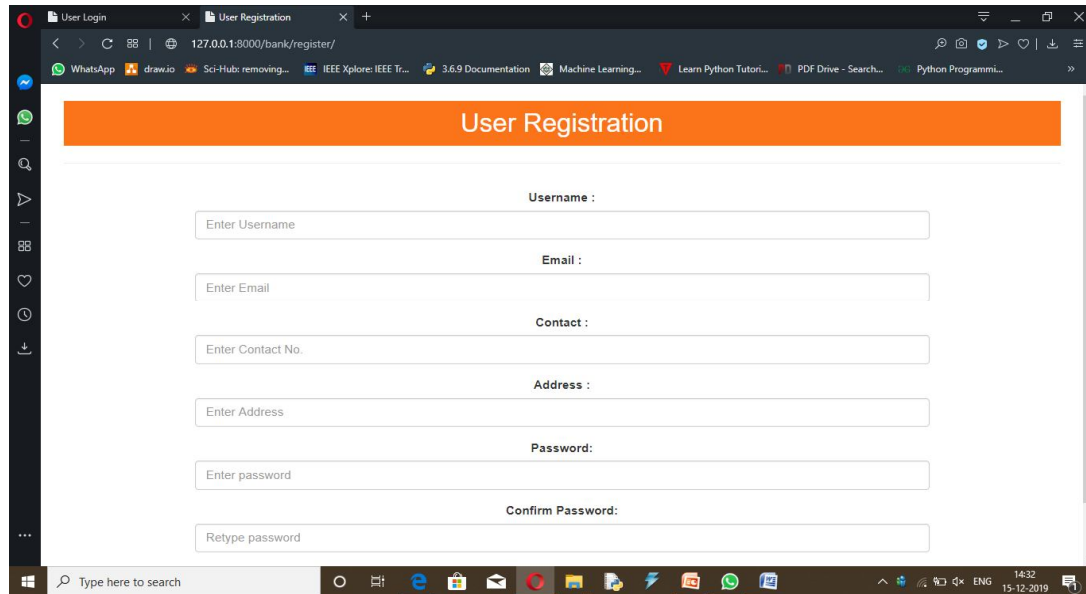 User Login
User Registration
127.0.0.1:8000/bank/register/
WhatsApp draw.io Sci-Hub: removing... IEEE IEEE Xplore: IEEE Tr... 3.6.9 Documentation Machine Learning... Learn Python Tutori... PDF Drive - Search... Python Programmi... »
User Registration
Username :
Enter Username
Email :
Enter Email
Contact :
Enter Contact No.
Address :
Enter Address
Password:
Enter password
Confirm Password:
Retype password
Type here to search
ENG
14:32
15-12-2019